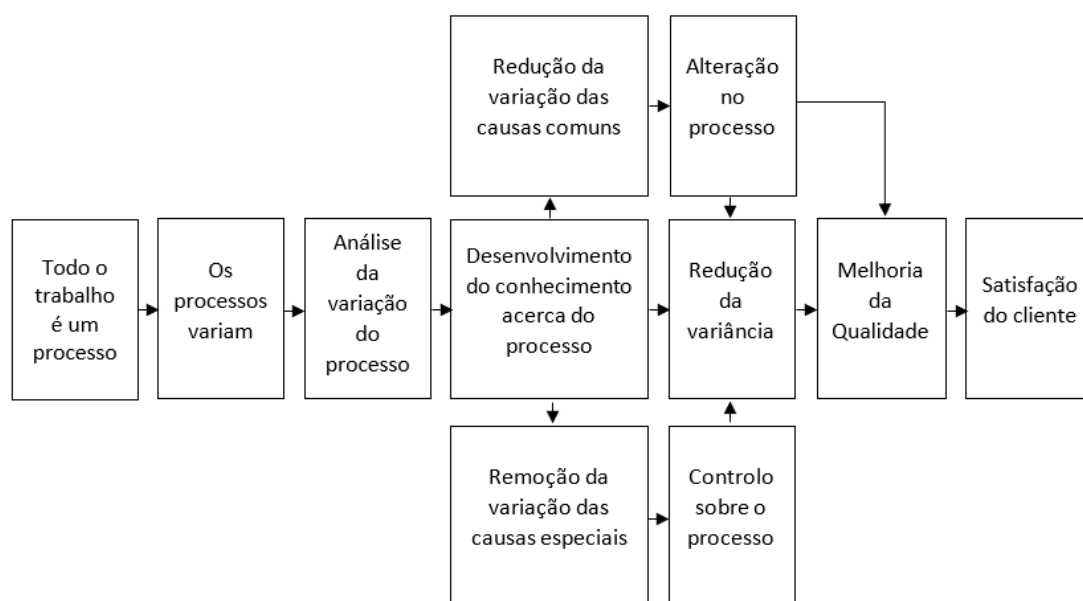 Redução da
variação das
causas comuns
Alteração
no
processo
Todo o
trabalho
é um
processo
Os
processos
variam
Análise
da
variação
do
processo
Desenvolvimento
do conhecimento
acerca do
processo
Redução
da
variância
Melhoria
da
Qualidade
Satisfação
do cliente
Remoção da
variação das
causas especiais
Controlo
sobre o
processo